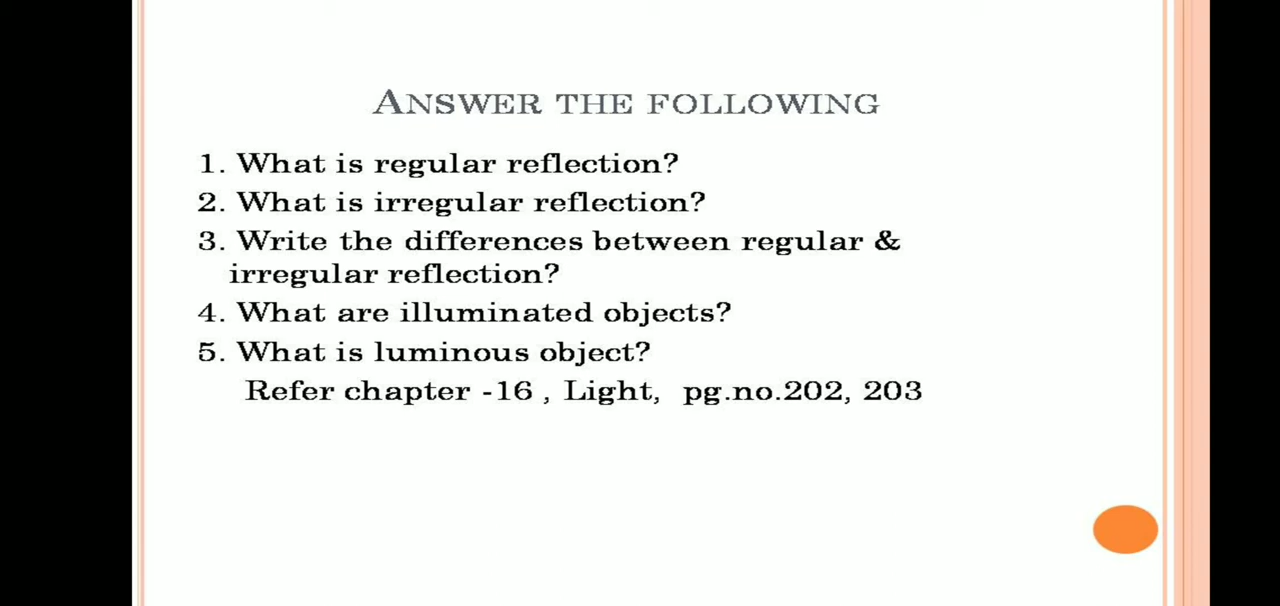 ANSWER THE FOLLOWING
1. What is regular reflection?
2. What is irregular reflection?
3. Write the differences between regular &
irregular reflection?
4. What are illuminated objects?
5. What is luminous object?
Refer chapter -16 , Light, pg.no.202, 203